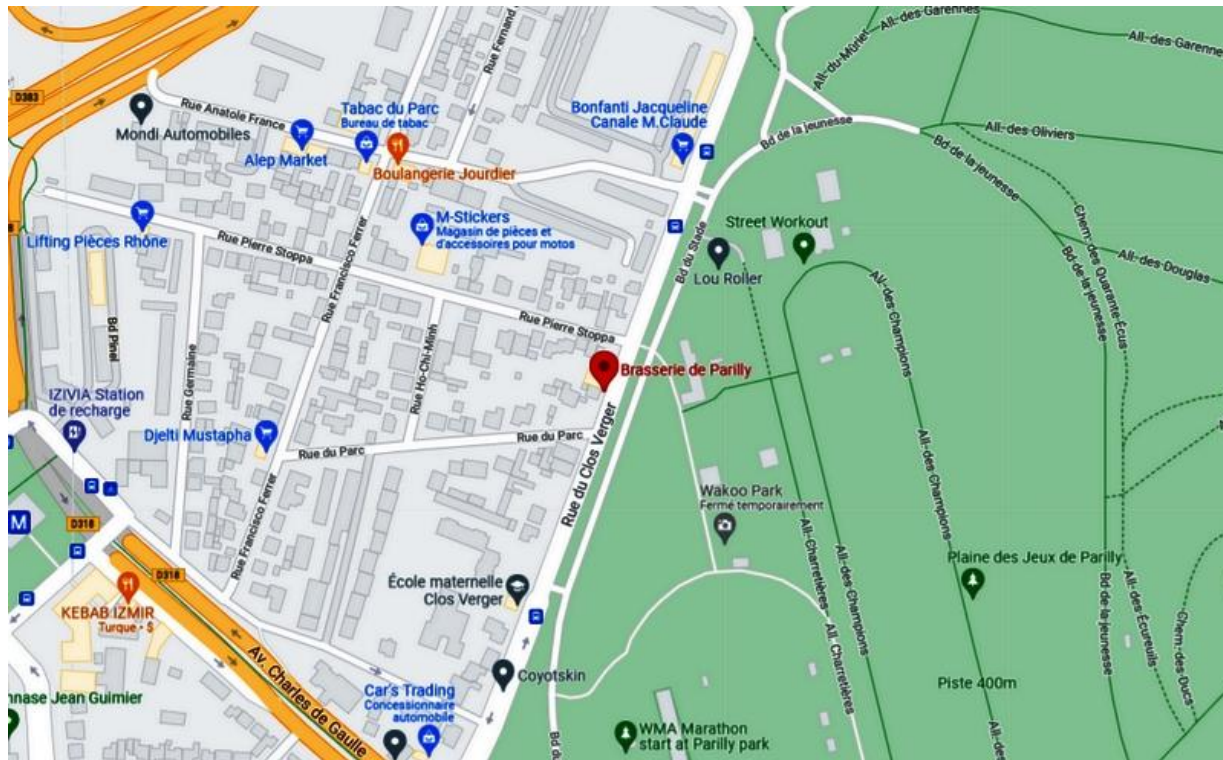 All.-des Garennes
All.-des Garenne
All.-du-Muriel
Rue Fernand
D383
Rue Anatole France
Mondi Automobiles
Tabac du Parc
Bureau de tabac
Alep Market
Boulangerie Jourdier
Bonfanti Jacqueline
Canale M.Claude
Bd de la jeunesse
All.-des Oliviers
Bd de la jeunesse
M-Stickers
Magasin de pièces et
d'accessoires pour motos
Lifting Pièces Rhône
Rue Pierre Stoppa
Rue Francisco Ferrer
Bd du Stade
Street Workout
Lou Roller
Chem.-des Quarante-Écus
All.-des-Douglas
Bd de la jeunesse
All.-des-Champions
Rue Pierre Stoppa
Bd Pinel
Rue Germaine
Rue Ho-Chi-Minh
Brasserie de Parilly
IZIVIA Station
de recharge
Djelti Mustapha
Rue du Parc
Rue du Parc
Rue du Clos Verger
All.-des-Champions
Wakoo Park
Fermé temporairement
Rue Francisco Ferrer
M
D318
D318
All.-Charretières
All.-des-Champions
Plaine des Jeux de Parilly
École maternelle
Clos Verger
KEBAB IZMIR
Turque • $
Av. Charles de Gaulle
All.-Charretières
Bd-de-la-jeunesse
All.-des-Écureuils
Chem.-des-Ducs
Coyotskin
Piste 400m
nnase Jean Guimier
Car's Trading
Concessionnaire
automobile
WMA Marathon
start at Parilly park
Bd du
All.-des